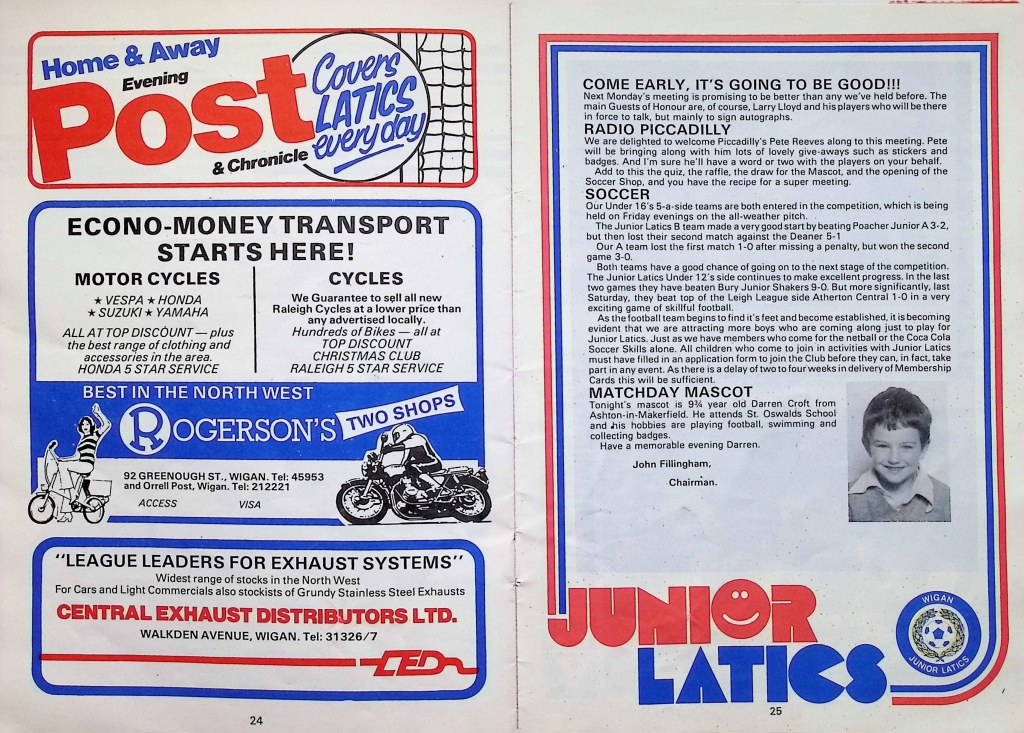 Home & Away
Evening
Post
& Chronicle
Covers
LATICS
everyday
ECONO-MONEY TRANSPORT
STARTS HERE!
MOTOR CYCLES
★ VESPA ★ HONDA
★ SUZUKI ★ YAMAHA
ALL AT TOP DISCOUNT — plus
the best range of clothing and
accessories in the area.
HONDA 5 STAR SERVICE
CYCLES
We Guarantee to sell all new
Raleigh Cycles at a lower price than
any advertised locally.
Hundreds of Bikes — all at
TOP DISCOUNT
CHRISTMAS CLUB
RALEIGH 5 STAR SERVICE
BEST IN THE NORTH WEST
ROGERSON'S
TWO SHOPS
92 GREENOUGH ST., WIGAN. Tel: 45953
and Orrell Post, Wigan. Tel: 212221
ACCESS VISA
"LEAGUE LEADERS FOR EXHAUST SYSTEMS"
Widest range of stocks in the North West
For Cars and Light Commercials also stockists of Grundy Stainless Steel Exhausts
CENTRAL EXHAUST DISTRIBUTORS LTD.
WALKDEN AVENUE, WIGAN. Tel: 31326/7
CED
24
COME EARLY, IT'S GOING TO BE GOOD!!!
Next Monday's meeting is promising to be better than any we've held before. The
main Guests of Honour are, of course, Larry Lloyd and his players who will be there
in force to talk, but mainly to sign autographs.
RADIO PICCADILLY
We are delighted to welcome Piccadilly's Pete Reeves along to this meeting. Pete
will be bringing along with him lots of lovely give-aways such as stickers and
badges. And I'm sure he'll have a word or two with the players on your behalf.
Add to this the quiz, the raffle, the draw for the Mascot, and the opening of the
Soccer Shop, and you have the recipe for a super meeting.
SOCCER
Our Under 16's 5-a-side teams are both entered in the competition, which is being
held on Friday evenings on the all-weather pitch.
The Junior Latics B team made a very good start by beating Poacher Junior A 3-2,
but then lost their second match against the Deaner 5-1
Our A team lost the first match 1-0 after missing a penalty, but won the second
game 3-0.
Both teams have a good chance of going on to the next stage of the competition.
The Junior Latics Under 12's side continues to make excellent progress. In the last
two games they have beaten Bury Junior Shakers 9-0. But more significantly, last
Saturday, they beat top of the Leigh League side Atherton Central 1-0 in a very
exciting game of skillful football.
As the football team begins to find it's feet and become established, it is becoming
evident that we are attracting more boys who are coming along just to play for
Junior Latics. Just as we have members who come for the netball or the Coca Cola
Soccer Skills alone. All children who come to join in activities with Junior Latics
must have filled in an application form to join the Club before they can, in fact, take
part in any event. As there is a delay of two to four weeks in delivery of Membership
Cards this will be sufficient.
MATCHDAY MASCOT
Tonight's mascot is 9¾ year old Darren Croft from
Ashton-in-Makerfield. He attends St. Oswalds School
and his hobbies are playing football, swimming and
collecting badges.
Have a memorable evening Darren.
John Fillingham,
Chairman.
JUNIOR
LATICS
WIGAN
JUNIOR LATICS
25